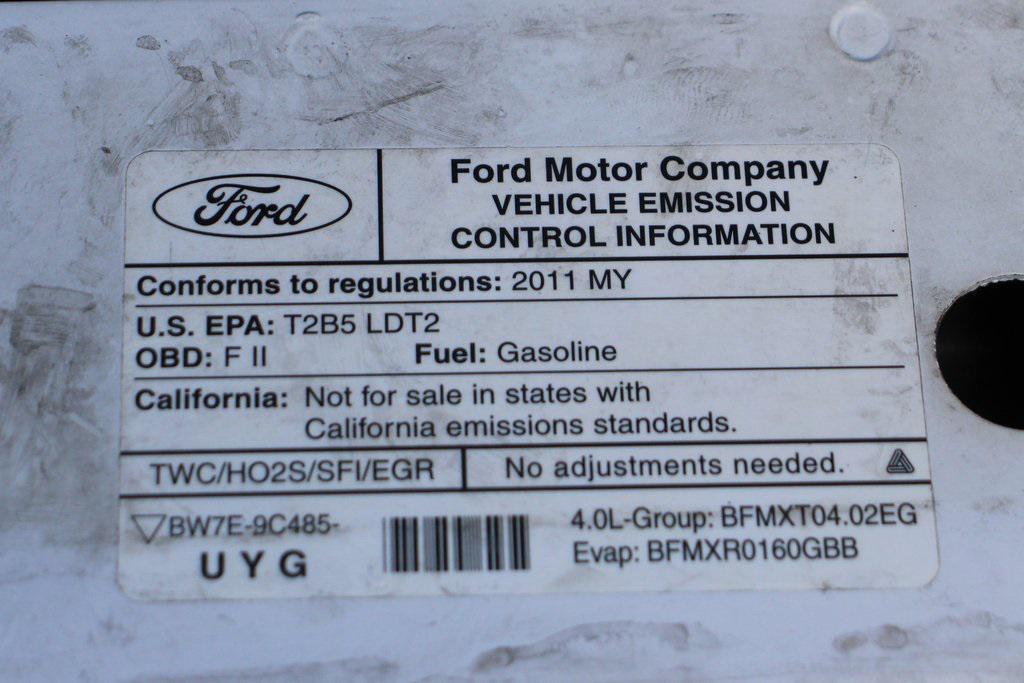 Ford
Ford Motor Company
VEHICLE EMISSION
CONTROL INFORMATION
Conforms to regulations: 2011 MY
U.S. EPA: T2B5 LDT2
OBD: F II Fuel: Gasoline
California: Not for sale in states with
California emissions standards.
TWC/HO2S/SFI/EGR No adjustments needed.
BW7E-9C485- 4.0L-Group: BFMXT04.02EG
UYG Evap: BFMXR0160GBB